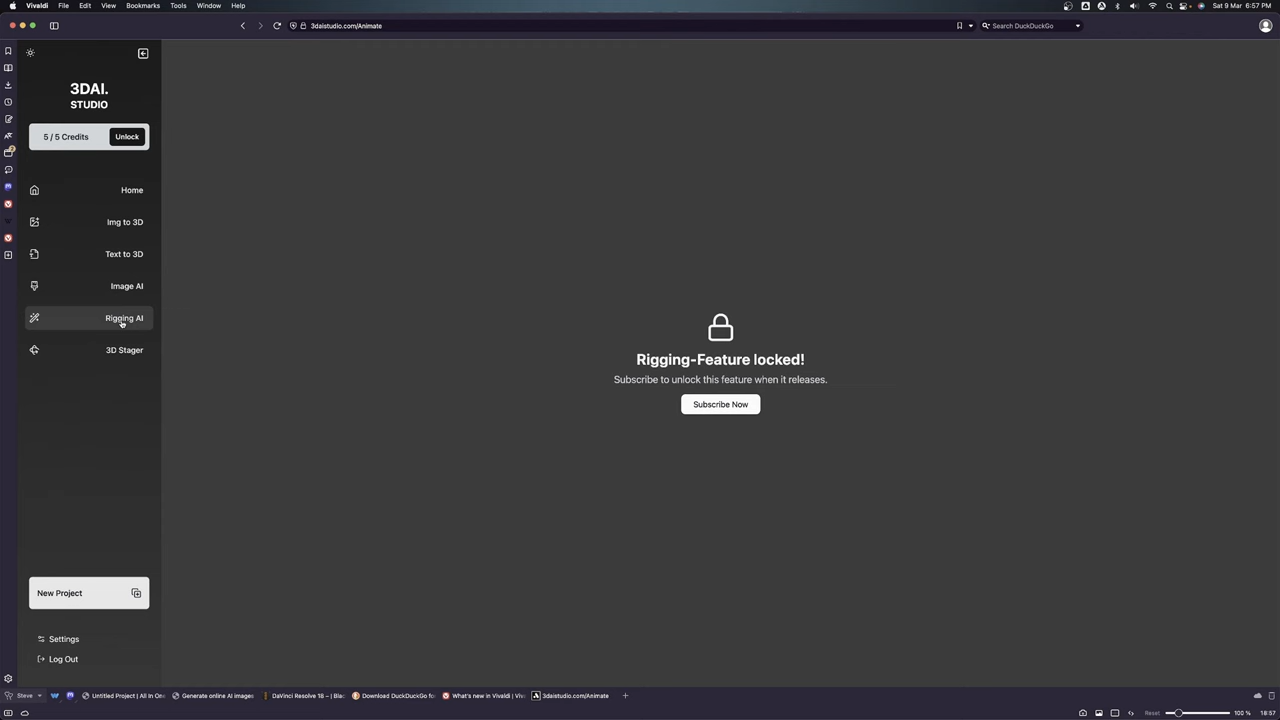 Vivaldi File Edit View Bookmarks Tools Window Help
Sat 9 Mar 6:57 PM
3daistudio.com/Animate
Search DuckDuckGo
3DAI.
STUDIO
5 / 5 Credits
Unlock
Home
Img to 3D
Text to 3D
Image AI
Rigging AI
3D Stager
Rigging-Feature locked!
Subscribe to unlock this feature when it releases.
Subscribe Now
New Project
Settings
Log Out
Steve
Untitled Project | All In One
Generate online AI Images
DaVinci Resolve 18 – | Blac
Download DuckDuckGo fo
What's new in Vivaldi | Viv
3daistudio.com/Animate
Reset
100 %
18:57